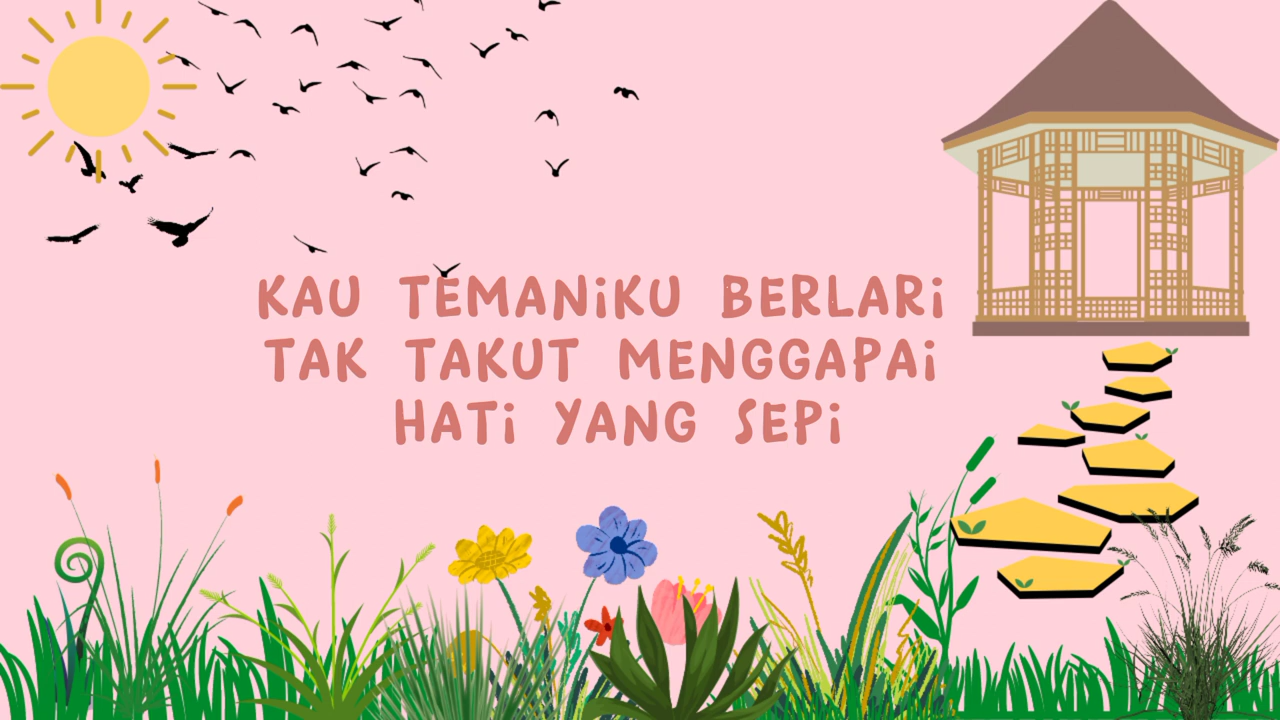 KAU TEMANiKU BERLARi
TAK TAKUT MENGGAPAi
HATi YANG SEPi